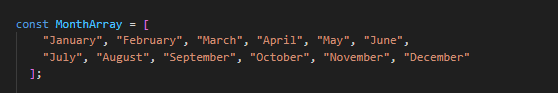 const MonthArray = [
"January", "February", "March", "April", "May", "June",
"July", "August", "September", "October", "November", "December"
];